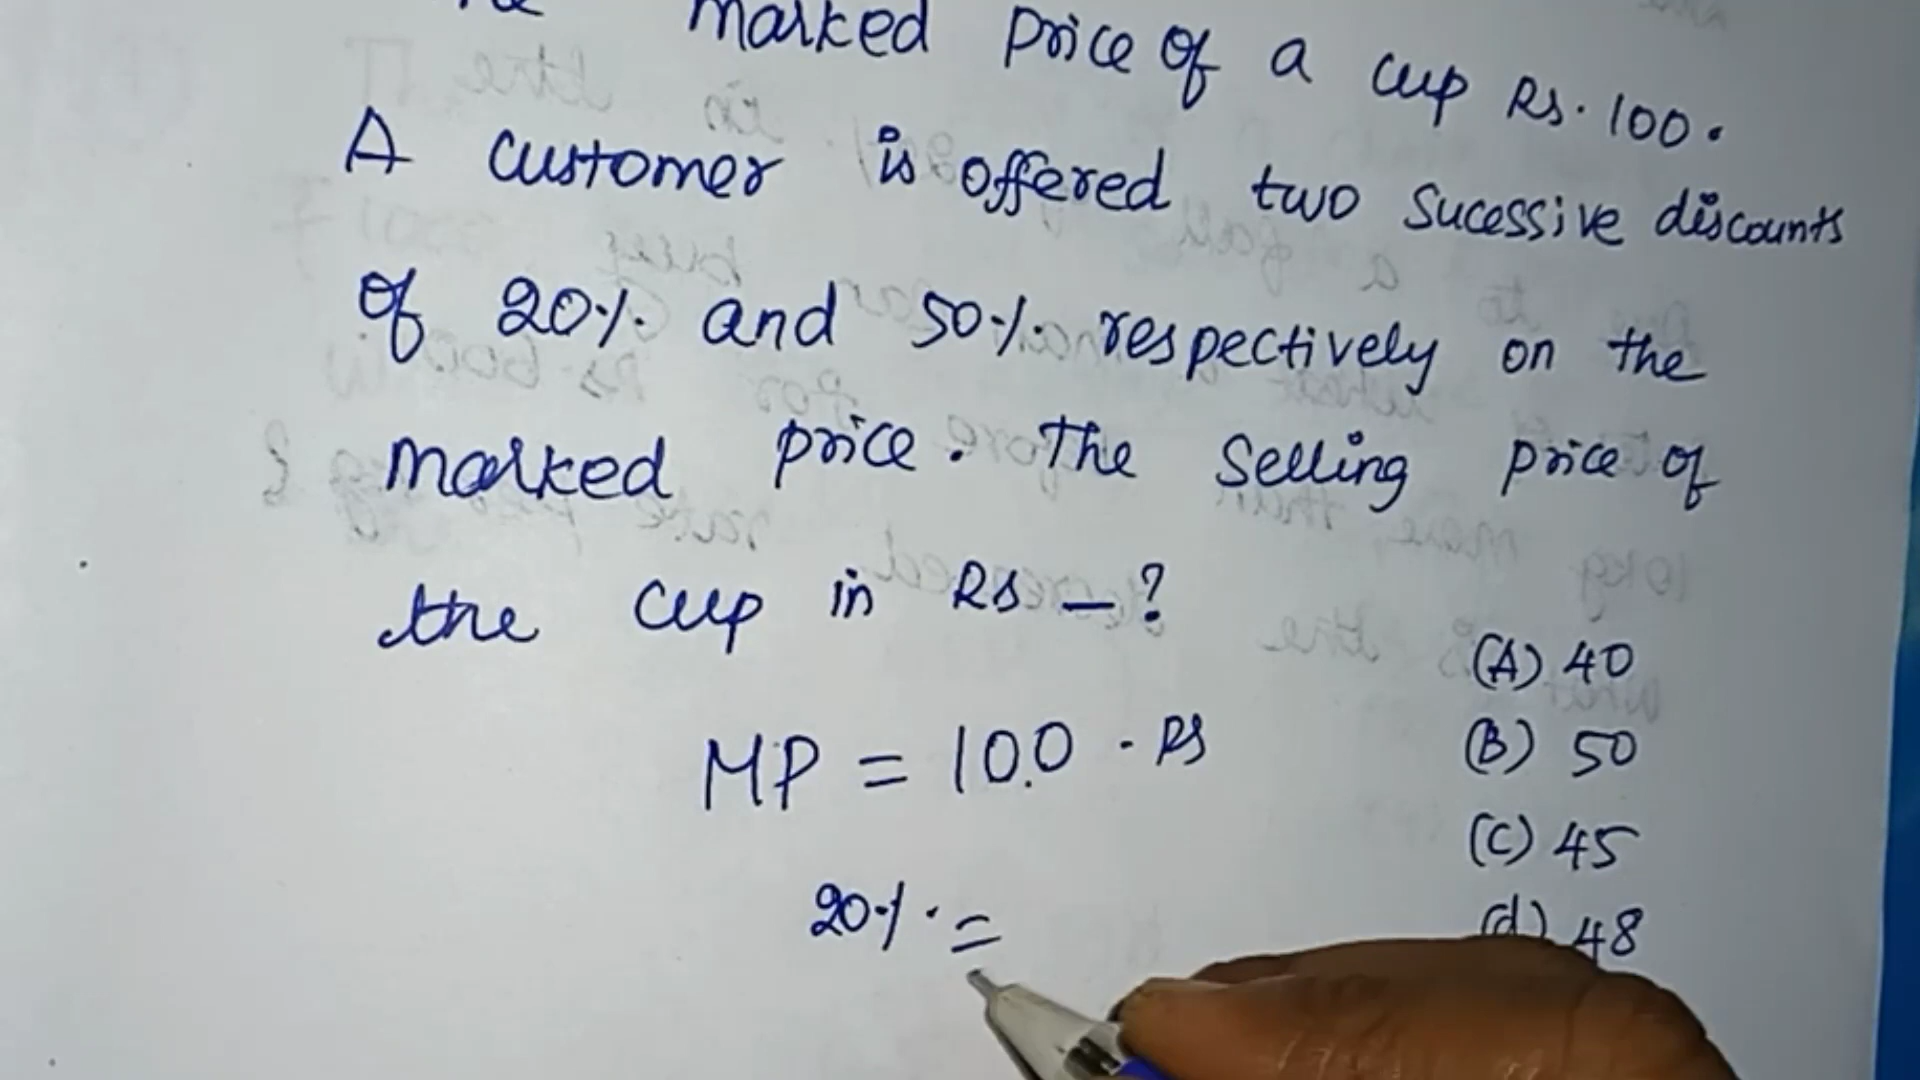 marked price of a cup Rs. 100.
A customer is offered two Sucessive discounts
of 20% and 50% respectively on the
marked price. The Selling price of
the cup in Rs _ ?
(A) 40
(B) 50
(C) 45
(d) 48
MP = 100 . Rs
20% =